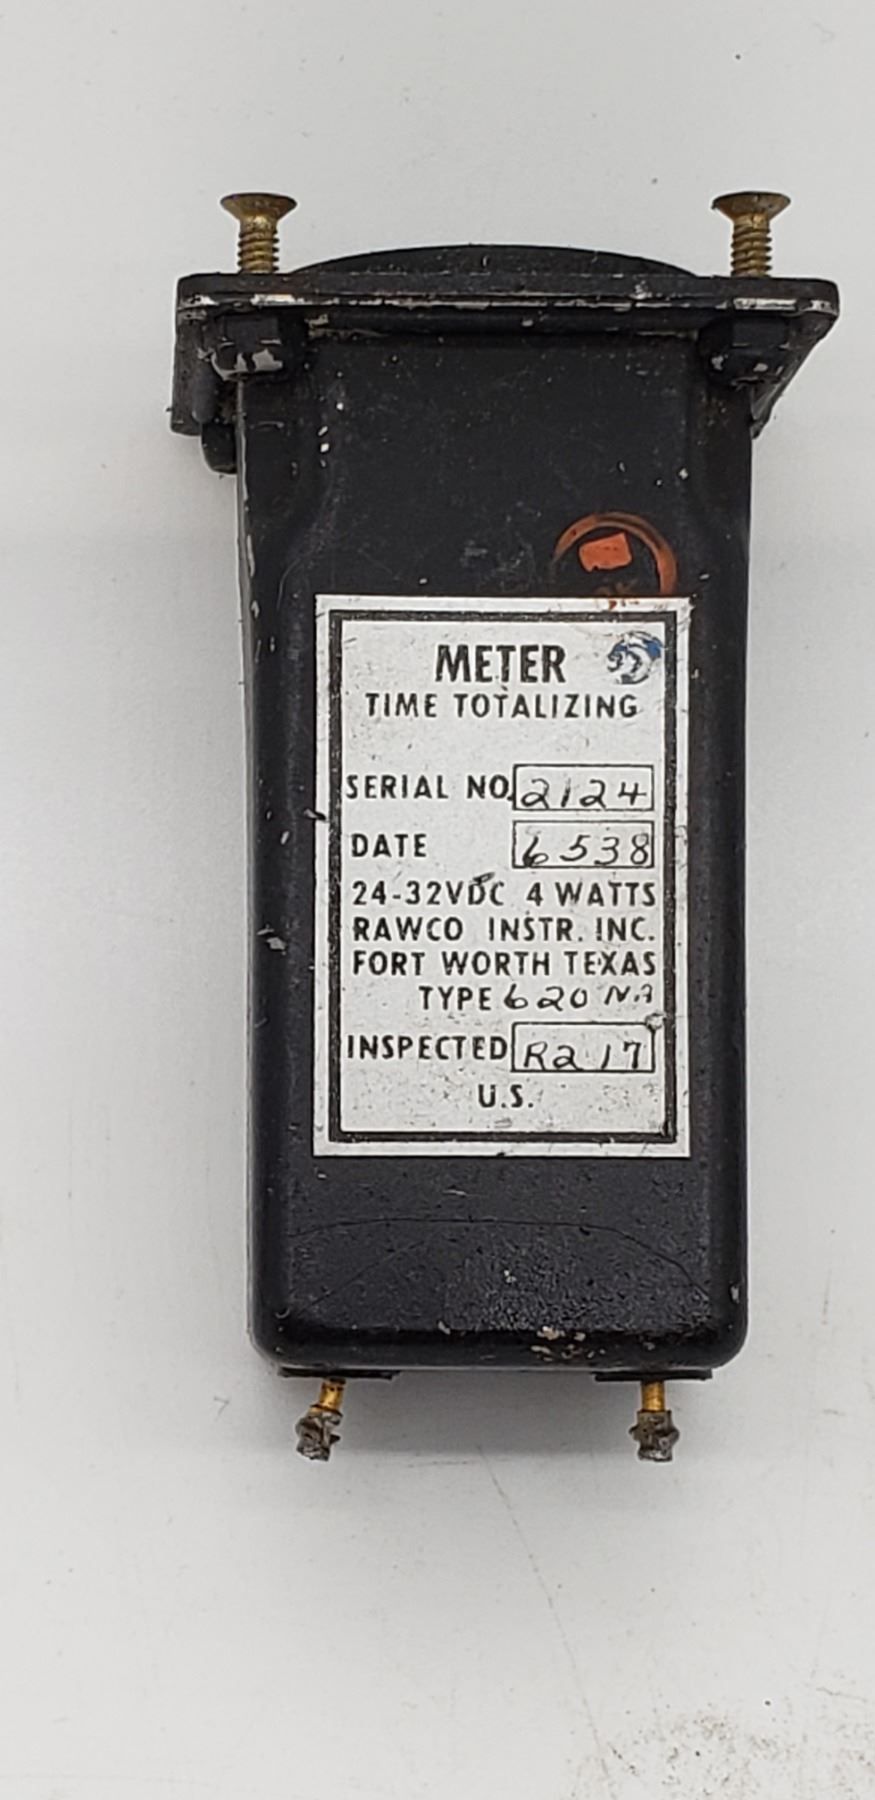 METER
TIME TOTALIZING
SERIAL NO. 2124
DATE 6538
24-32VDC 4 WATTS
RAWCO INSTR. INC.
FORT WORTH TEXAS
TYPE 620 NA
INSPECTED R217
U.S.